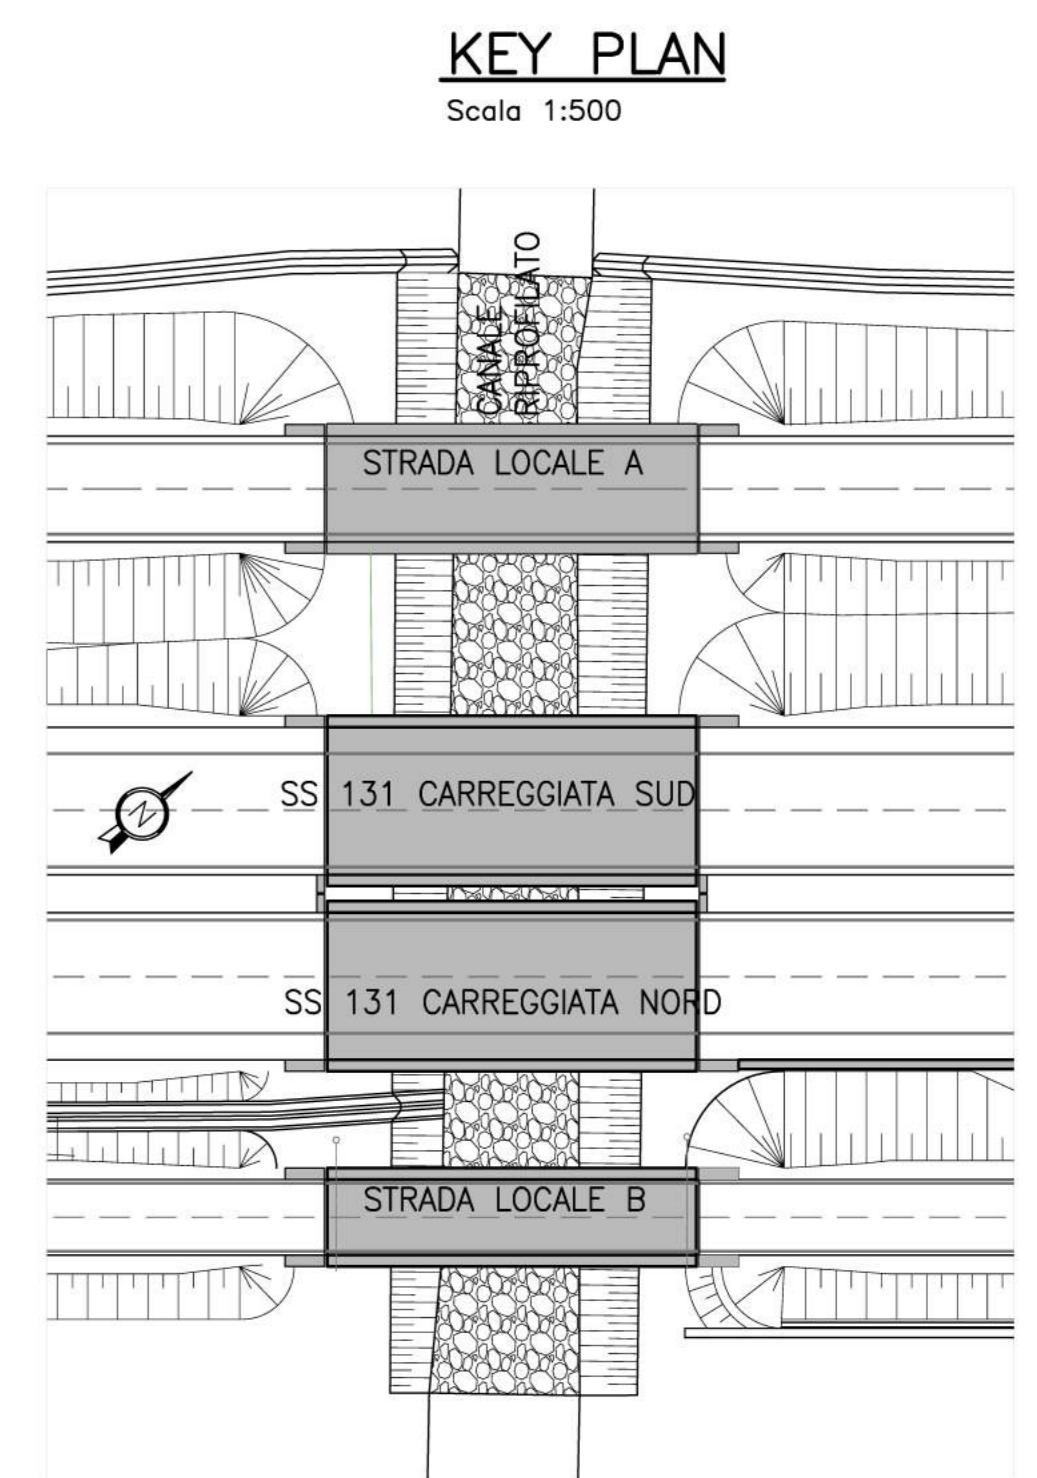 KEY PLAN
Scala 1:500
CANALE
RIPROFILATO
STRADA LOCALE A
SS 131 CARREGGIATA SUD
N
SS 131 CARREGGIATA NORD
STRADA LOCALE B